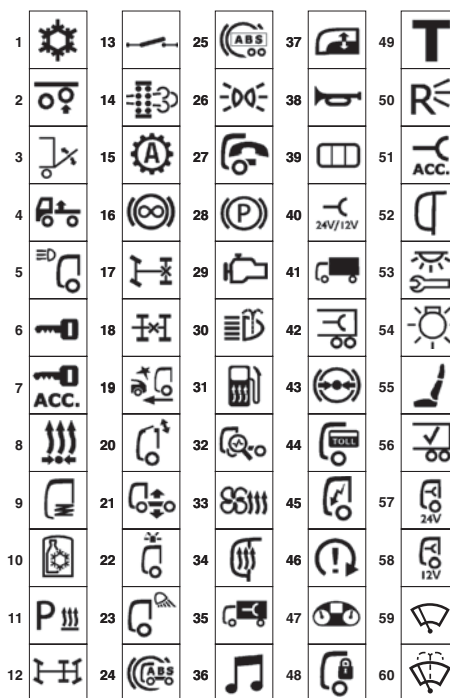 1 13 25 ABS 37 49 T
2 14 26 38 50 R
3 15 A 27 39 51 ACC.
4 16 28 P 40 24V/12V 52
5 17 29 41 53
6 18 30 42 54
7 ACC. 19 31 43 55
8 20 32 44 TOLL 56
9 21 33 45 57 24V
10 22 34 46 ! 58 12V
11 P 23 35 47 59
12 24 ABS 36 48 60